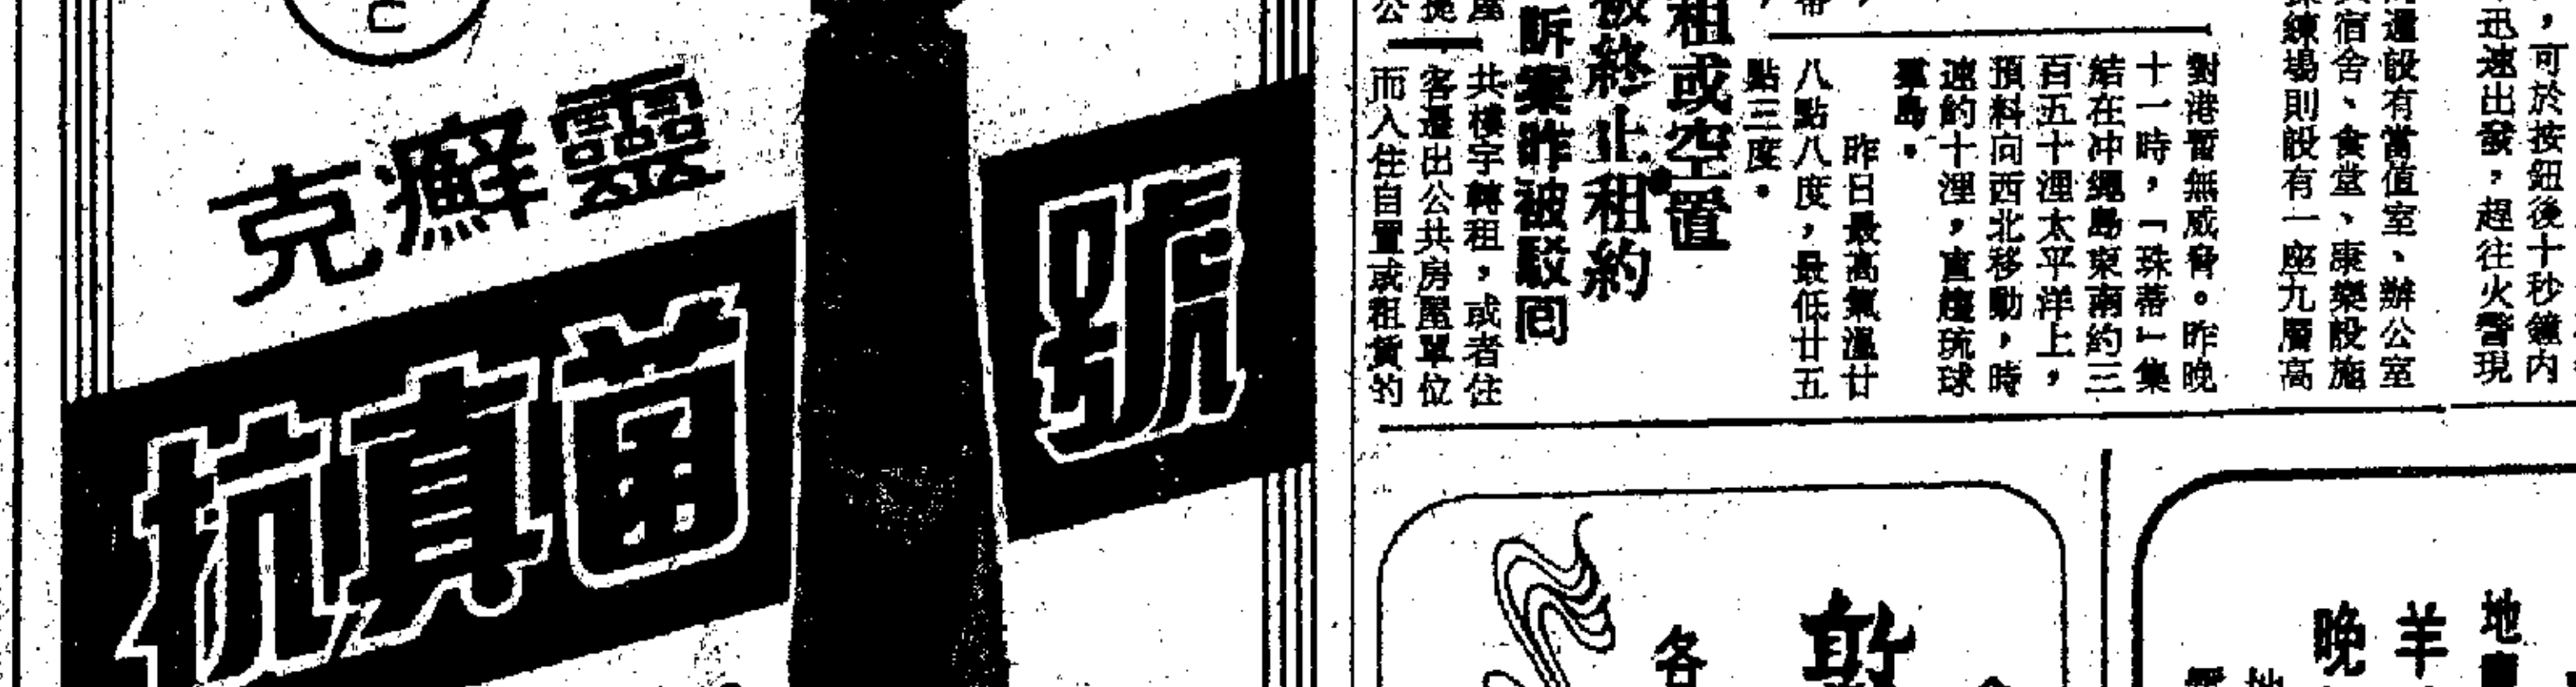 ，可於按鈕後十秒鐘內
迅速出發，趕往火警現
邊設有當值室、辦公室
宿舍、食堂、康樂設施
練場則設有一座九層高
對港暫無威脅。昨晚
十一時，「珠蒂」集
結在沖繩島東南約三
百五十浬太平洋上，
預料向西北移動，時
速約十浬，直趨琉球
羣島。
昨日最高氣溫廿
八點八度，最低廿五
點三度。
租或空置
被終止租約
訴案昨被駁回
共樓宇轉租，或者住
客遷出公共房屋單位
而入住自置或租賃的
C
克癬靈
抗真菌
號
各
地
羊
晚